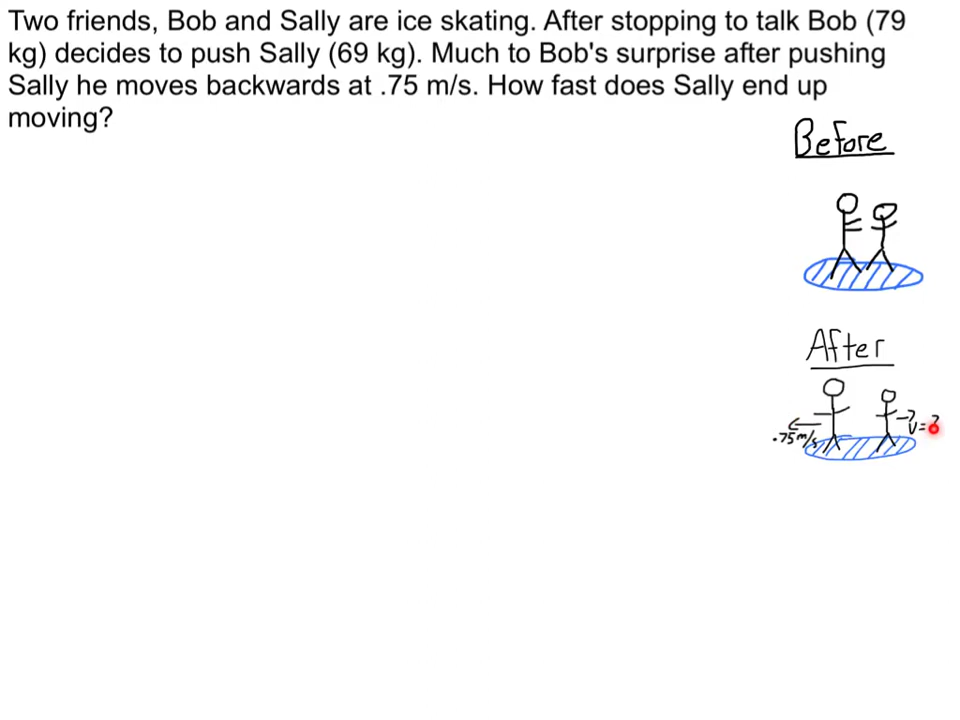 Two friends, Bob and Sally are ice skating. After stopping to talk Bob (79
kg) decides to push Sally (69 kg). Much to Bob's surprise after pushing
Sally he moves backwards at .75 m/s. How fast does Sally end up
moving?
Before
After
.75m/s
v=?